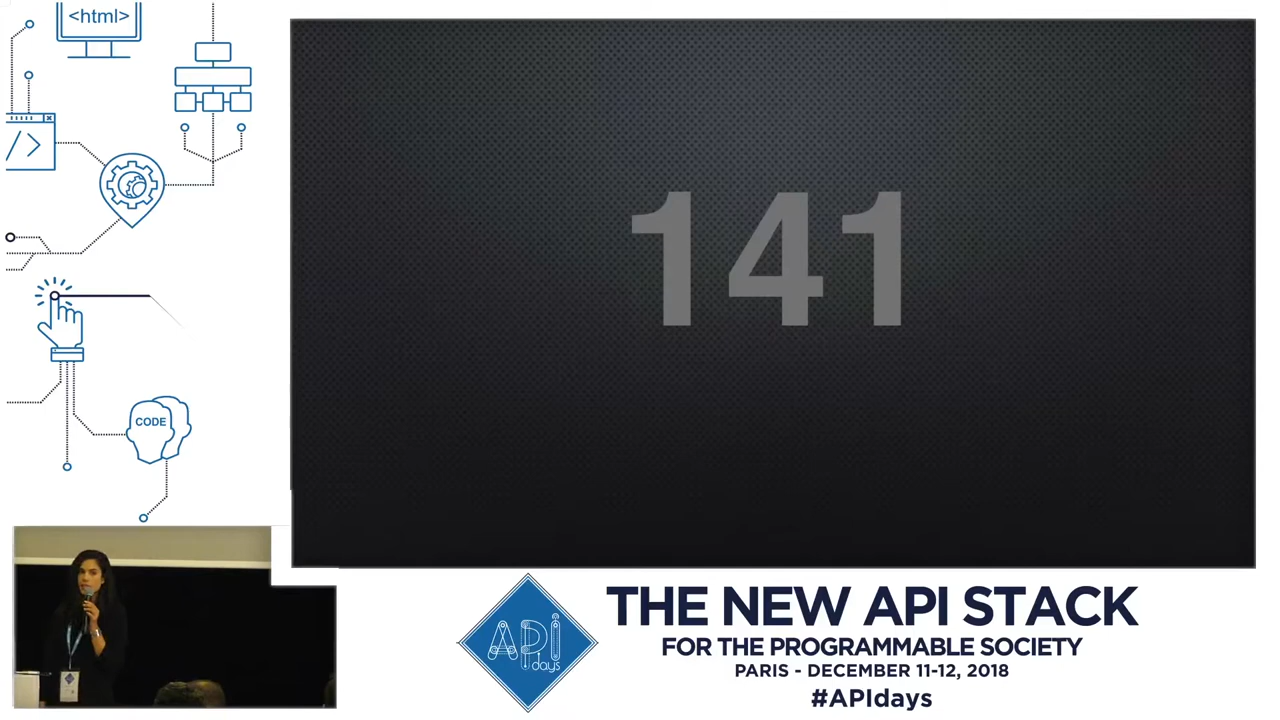 <html>
</>
141
CODE
API
days
THE NEW API STACK
FOR THE PROGRAMMABLE SOCIETY
PARIS - DECEMBER 11-12, 2018
#APIdays